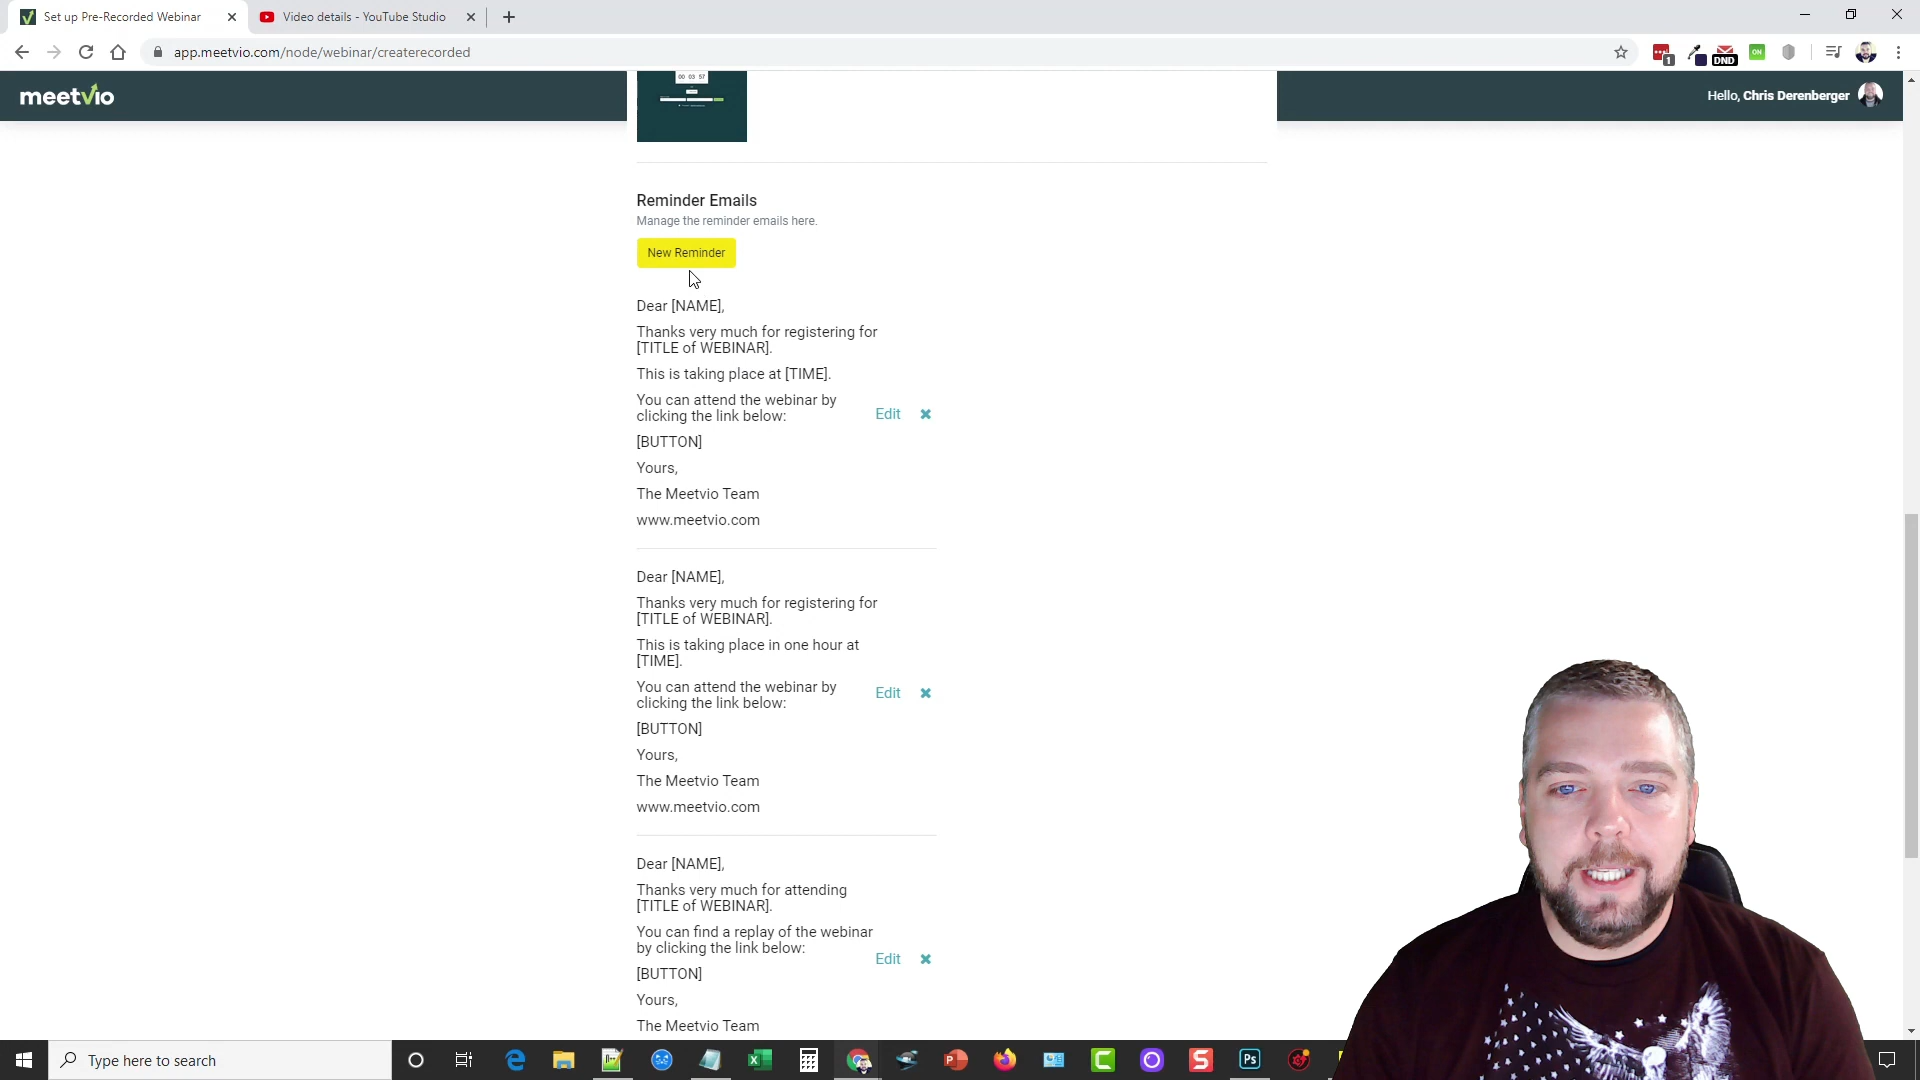 Set up Pre-Recorded Webinar
Video details - YouTube Studio
app.meetvio.com/node/webinar/createrecorded
1
DND
ON
meetvio
Hello, Chris Derenberger
00 03 57
Reminder Emails
Manage the reminder emails here.
New Reminder
Dear [NAME],
Thanks very much for registering for
[TITLE of WEBINAR].
This is taking place at [TIME].
You can attend the webinar by
clicking the link below:
Edit
[BUTTON]
Yours,
The Meetvio Team
www.meetvio.com
Dear [NAME],
Thanks very much for registering for
[TITLE of WEBINAR].
This is taking place in one hour at
[TIME].
You can attend the webinar by
clicking the link below:
Edit
[BUTTON]
Yours,
The Meetvio Team
www.meetvio.com
Dear [NAME],
Thanks very much for attending
[TITLE of WEBINAR].
You can find a replay of the webinar
by clicking the link below:
Edit
[BUTTON]
Yours,
The Meetvio Team
Type here to search
Ps